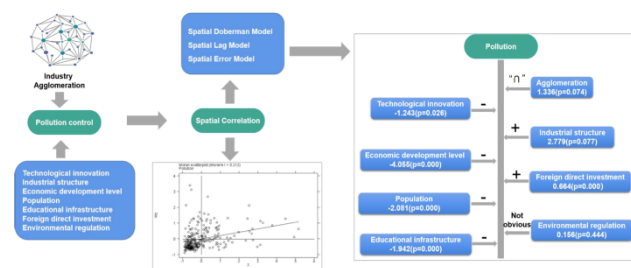 Industry
Agglomeration
Pollution control
Technological innovation
Industrial structure
Economic development level
Population
Educational infrastructure
Foreign direct investment
Environmental regulation
Spatial Doberman Model
Spatial Lag Model
Spatial Error Model
Spatial Correlation
Pollution
Pollution
"∩"
Agglomeration
1.336(p=0.074)
Technological innovation
-1.243(p=0.026)
-
+
Industrial structure
2.779(p=0.077)
Economic development level
-4.055(p=0.000)
-
+
Foreign direct investment
0.664(p=0.000)
Population
-2.081(p=0.000)
-
Not
obvious
Environmental regulation
0.156(p=0.444)
Educational infrastructure
-1.942(p=0.000)
-